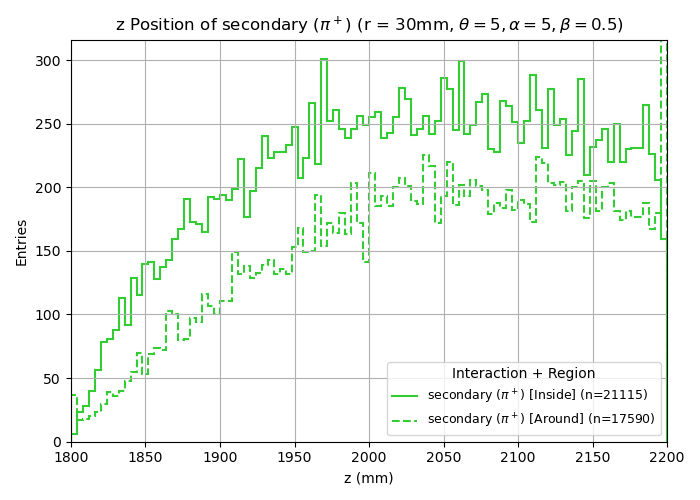 z Position of secondary (π⁺) (r = 30mm, θ = 5, α = 5, β = 0.5)
300
250
200
150
100
50
0
Entries
1800 1850 1900 1950 2000 2050 2100 2150 2200
z (mm)
Interaction + Region
secondary (π⁺) [Inside] (n=21115)
secondary (π⁺) [Around] (n=17590)